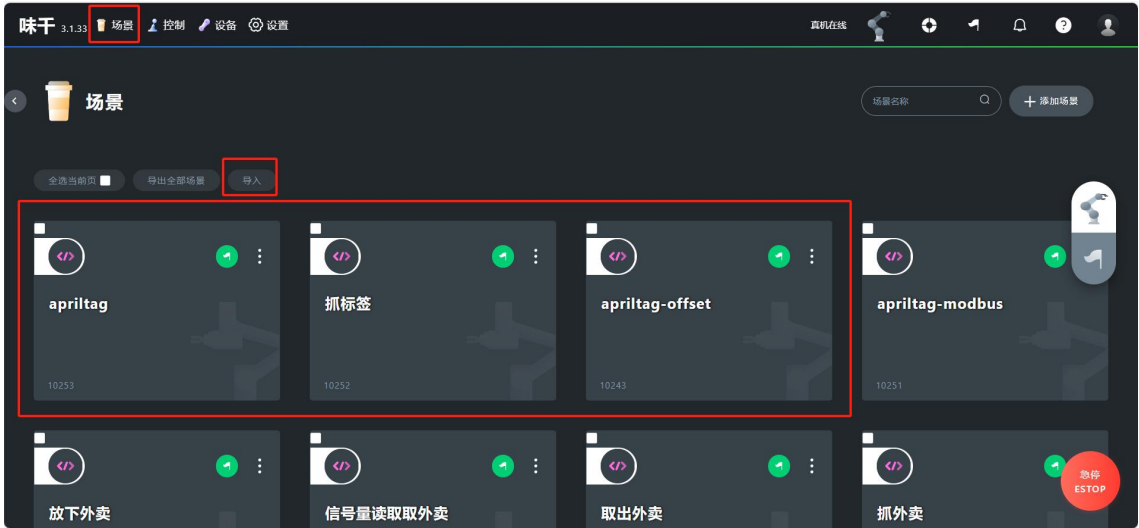 味千 3.1.33 场景 控制 设备 设置 真机在线
场景 场景名称 添加场景
全选当前页 导出全部场景 导入
apriltag 抓标签 apriltag-offset apriltag-modbus
10253 10252 10243 10251
急停
ESTOP
放下外卖 信号量读取取外卖 取出外卖 抓外卖